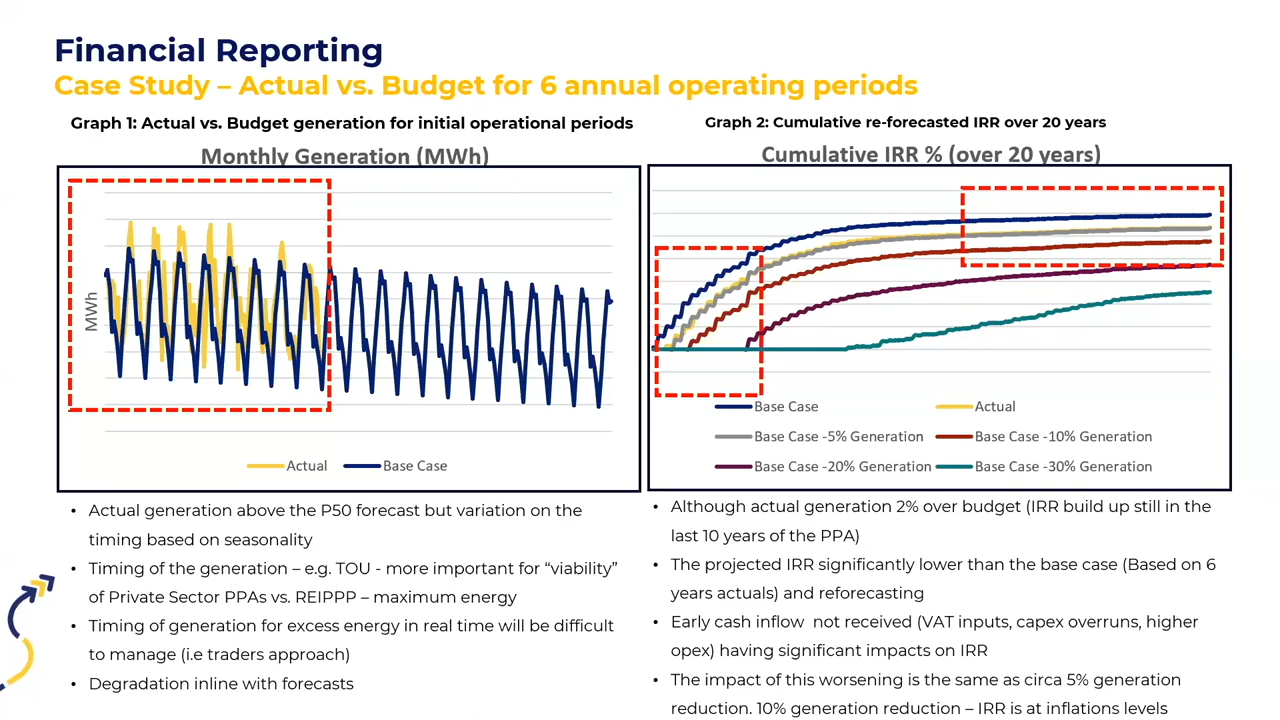 Financial Reporting
Case Study – Actual vs. Budget for 6 annual operating periods
Graph 1: Actual vs. Budget generation for initial operational periods
Monthly Generation (MWh)
MWh
Actual
Base Case
• Actual generation above the P50 forecast but variation on the
timing based on seasonality
• Timing of the generation – e.g. TOU - more important for “viability”
of Private Sector PPAs vs. REIPPP – maximum energy
• Timing of generation for excess energy in real time will be difficult
to manage (i.e traders approach)
• Degradation inline with forecasts
Graph 2: Cumulative re-forecasted IRR over 20 years
Cumulative IRR % (over 20 years)
Base Case
Actual
Base Case -5% Generation
Base Case -10% Generation
Base Case -20% Generation
Base Case -30% Generation
• Although actual generation 2% over budget (IRR build up still in the
last 10 years of the PPA)
• The projected IRR significantly lower than the base case (Based on 6
years actuals) and reforecasting
• Early cash inflow not received (VAT inputs, capex overruns, higher
opex) having significant impacts on IRR
• The impact of this worsening is the same as circa 5% generation
reduction. 10% generation reduction – IRR is at inflations levels